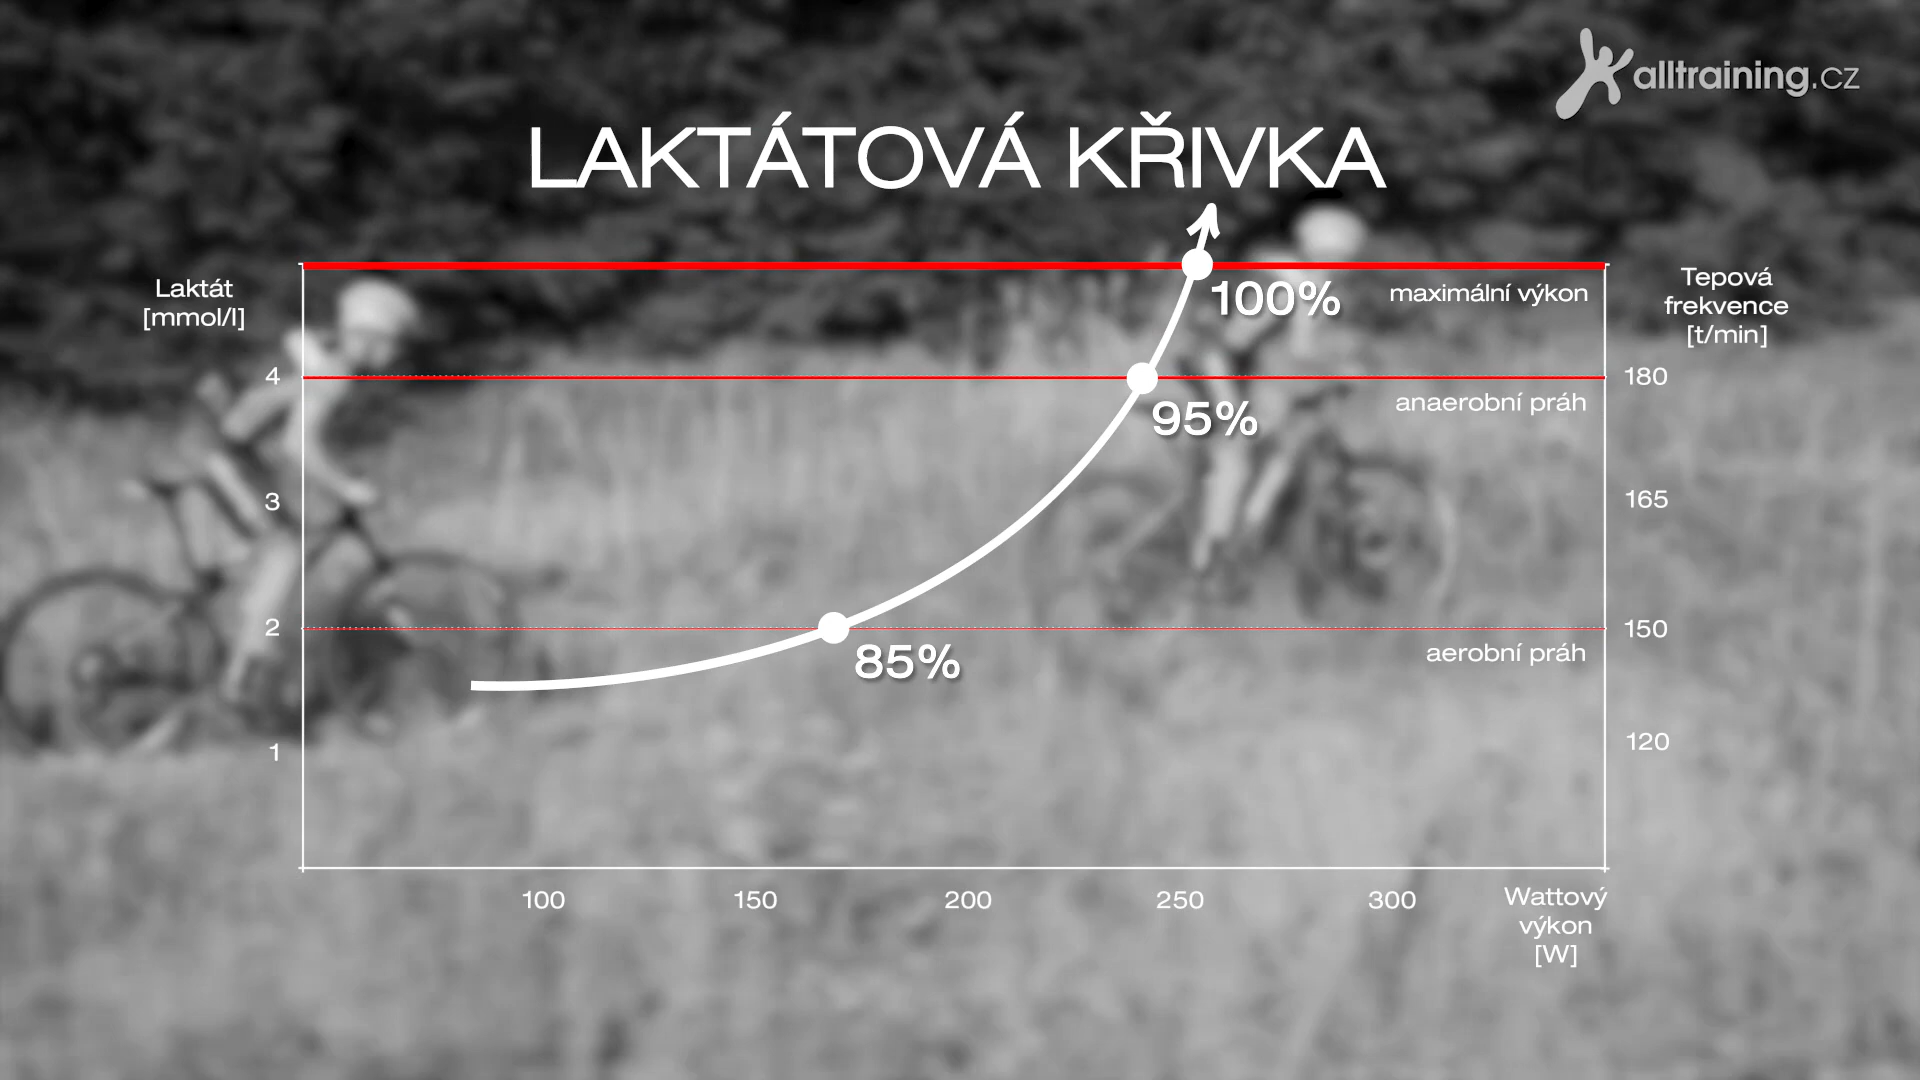 alltraining.cz
LAKTÁTOVÁ KŘIVKA
Laktát
[mmol/l]
4
3
2
1
100%
95%
85%
maximální výkon
anaerobní práh
aerobní práh
Tepová
frekvence
[t/min]
180
165
150
120
100 150 200 250 300
Wattový
výkon
[W]